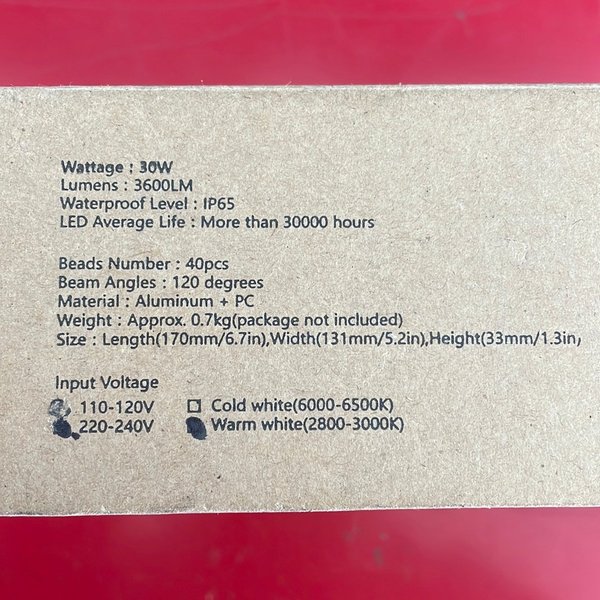 Wattage : 30W
Lumens : 3600LM
Waterproof Level : IP65
LED Average Life : More than 30000 hours
Beads Number : 40pcs
Beam Angles : 120 degrees
Material : Aluminum + PC
Weight : Approx. 0.7kg(package not included)
Size : Length(170mm/6.7in),Width(131mm/5.2in),Height(33mm/1.3in,
Input Voltage
110-120V Cold white(6000-6500K)
220-240V Warm white(2800-3000K)